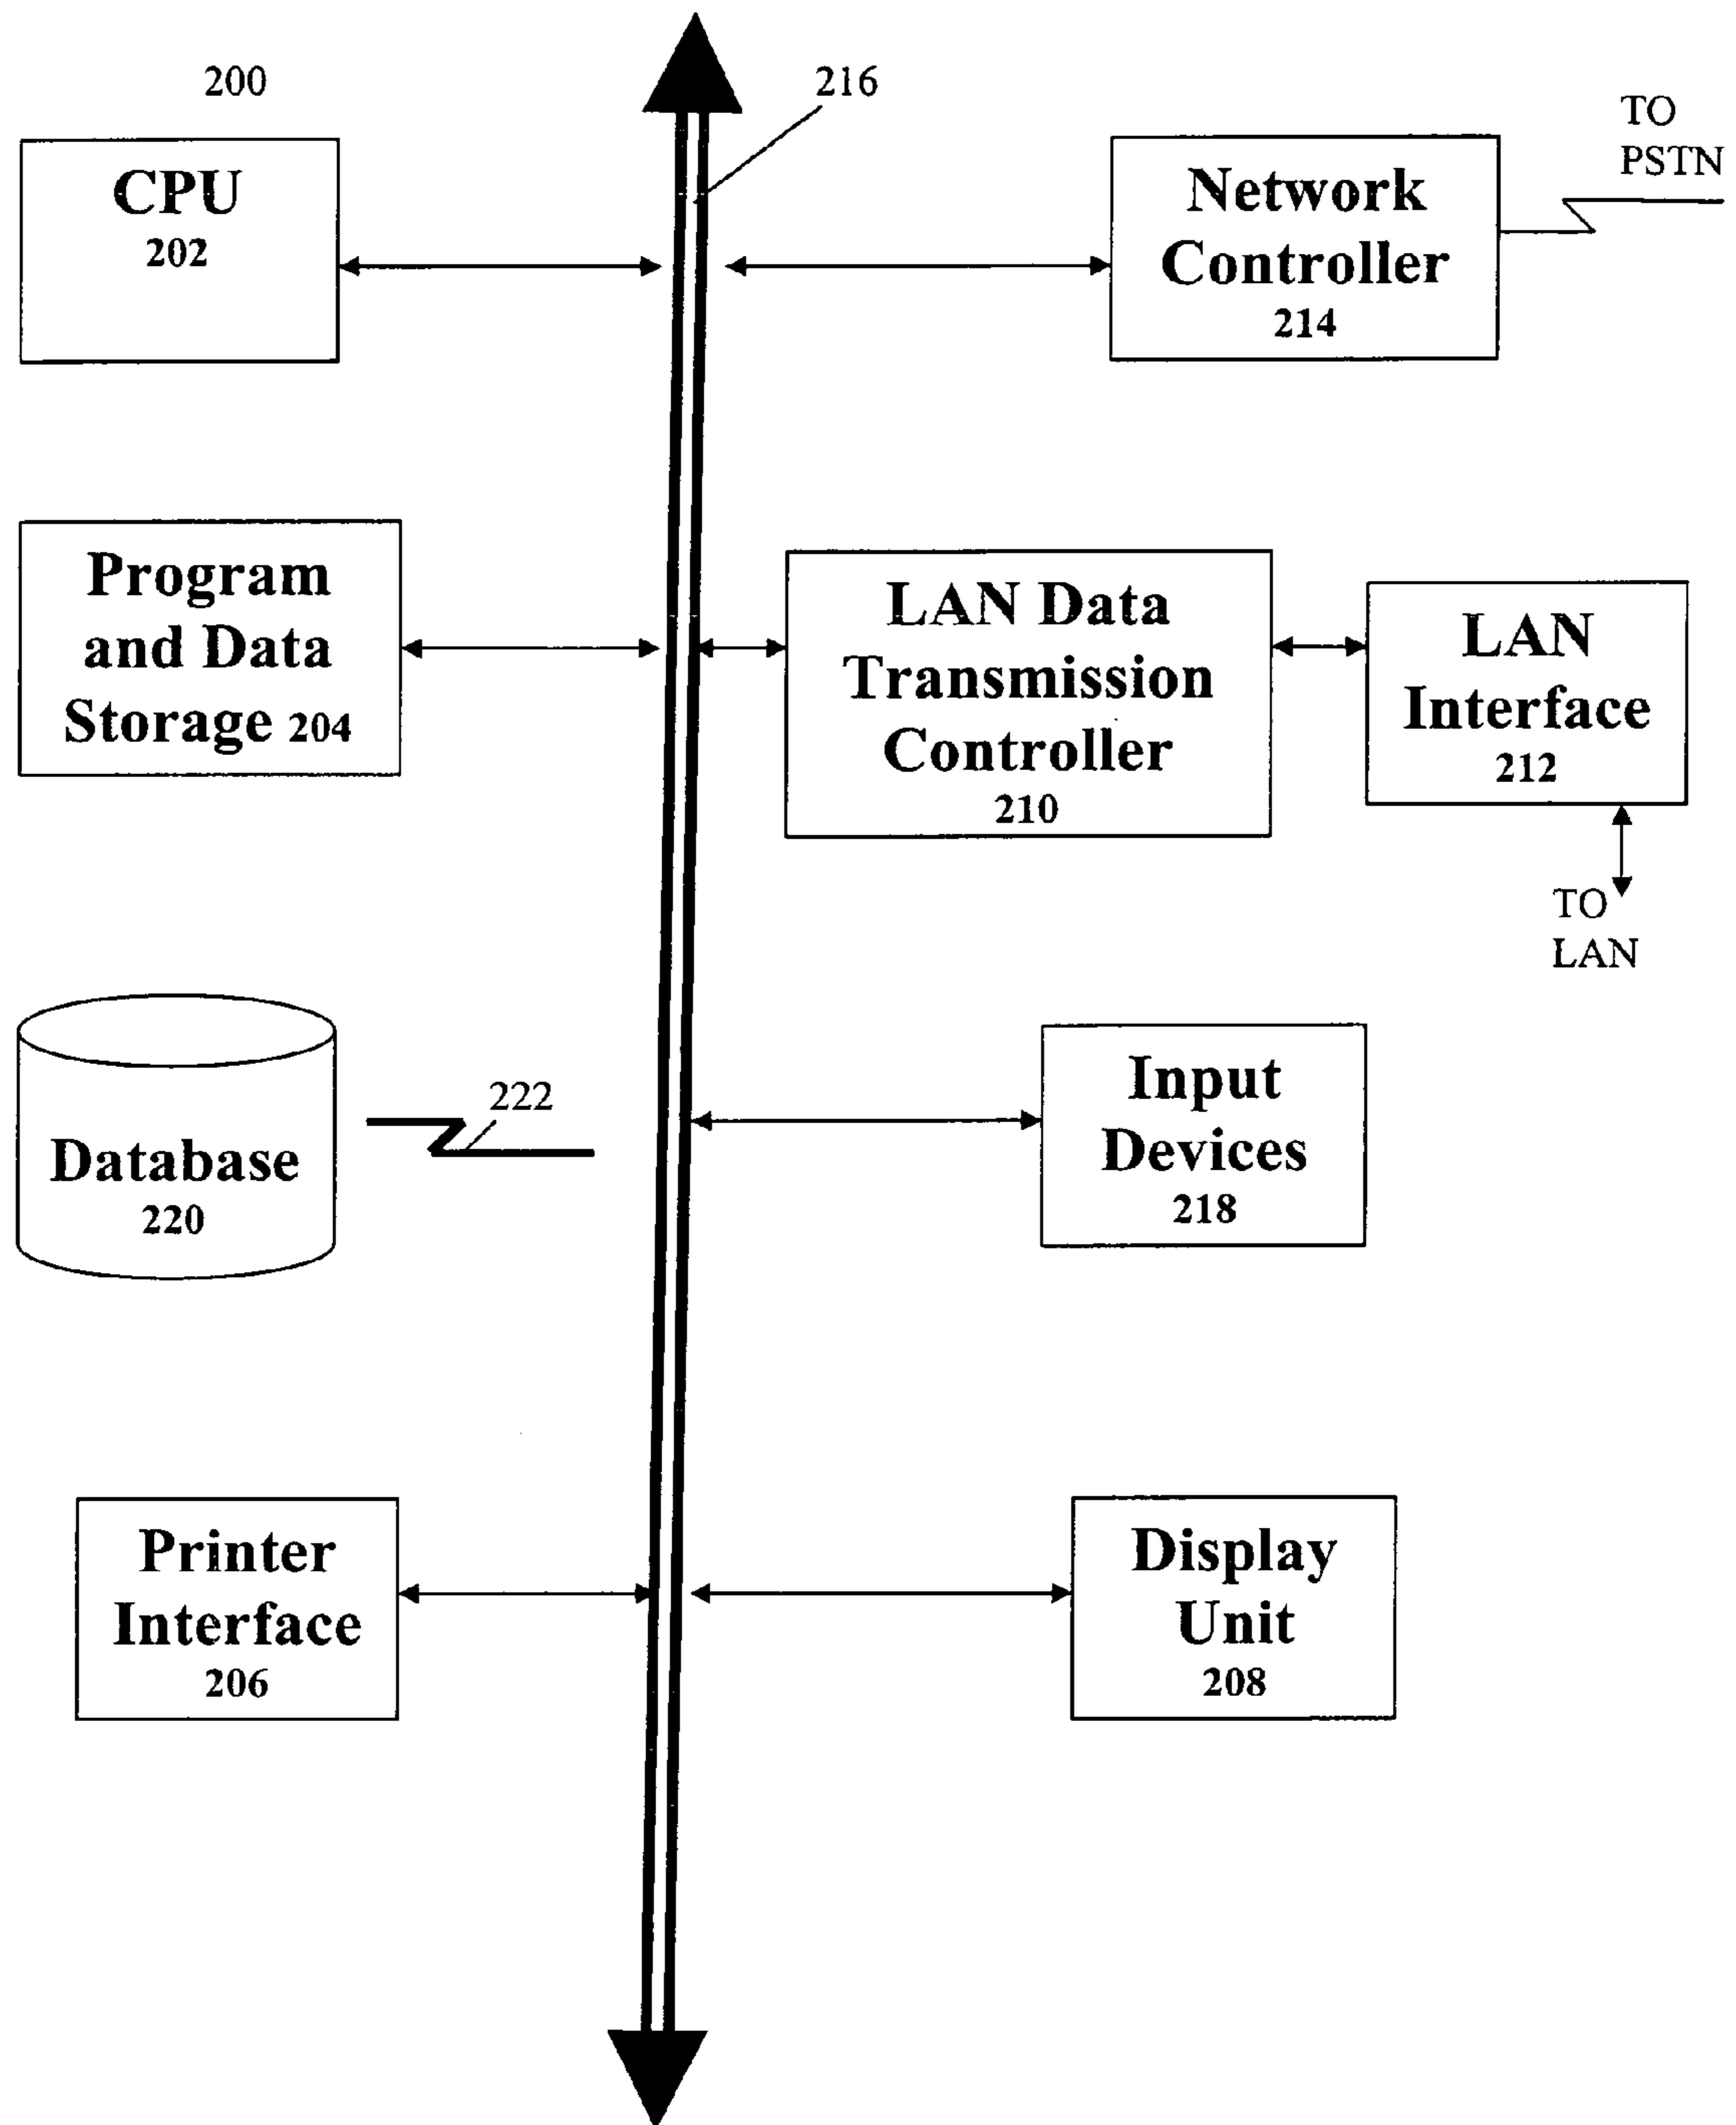 200
216
TO
PSTN
CPU
202
Network
Controller
214
Program
and Data
Storage 204
LAN Data
Transmission
Controller
210
LAN
Interface
212
TO
LAN
Database
220
222
Input
Devices
218
Printer
Interface
206
Display
Unit
208